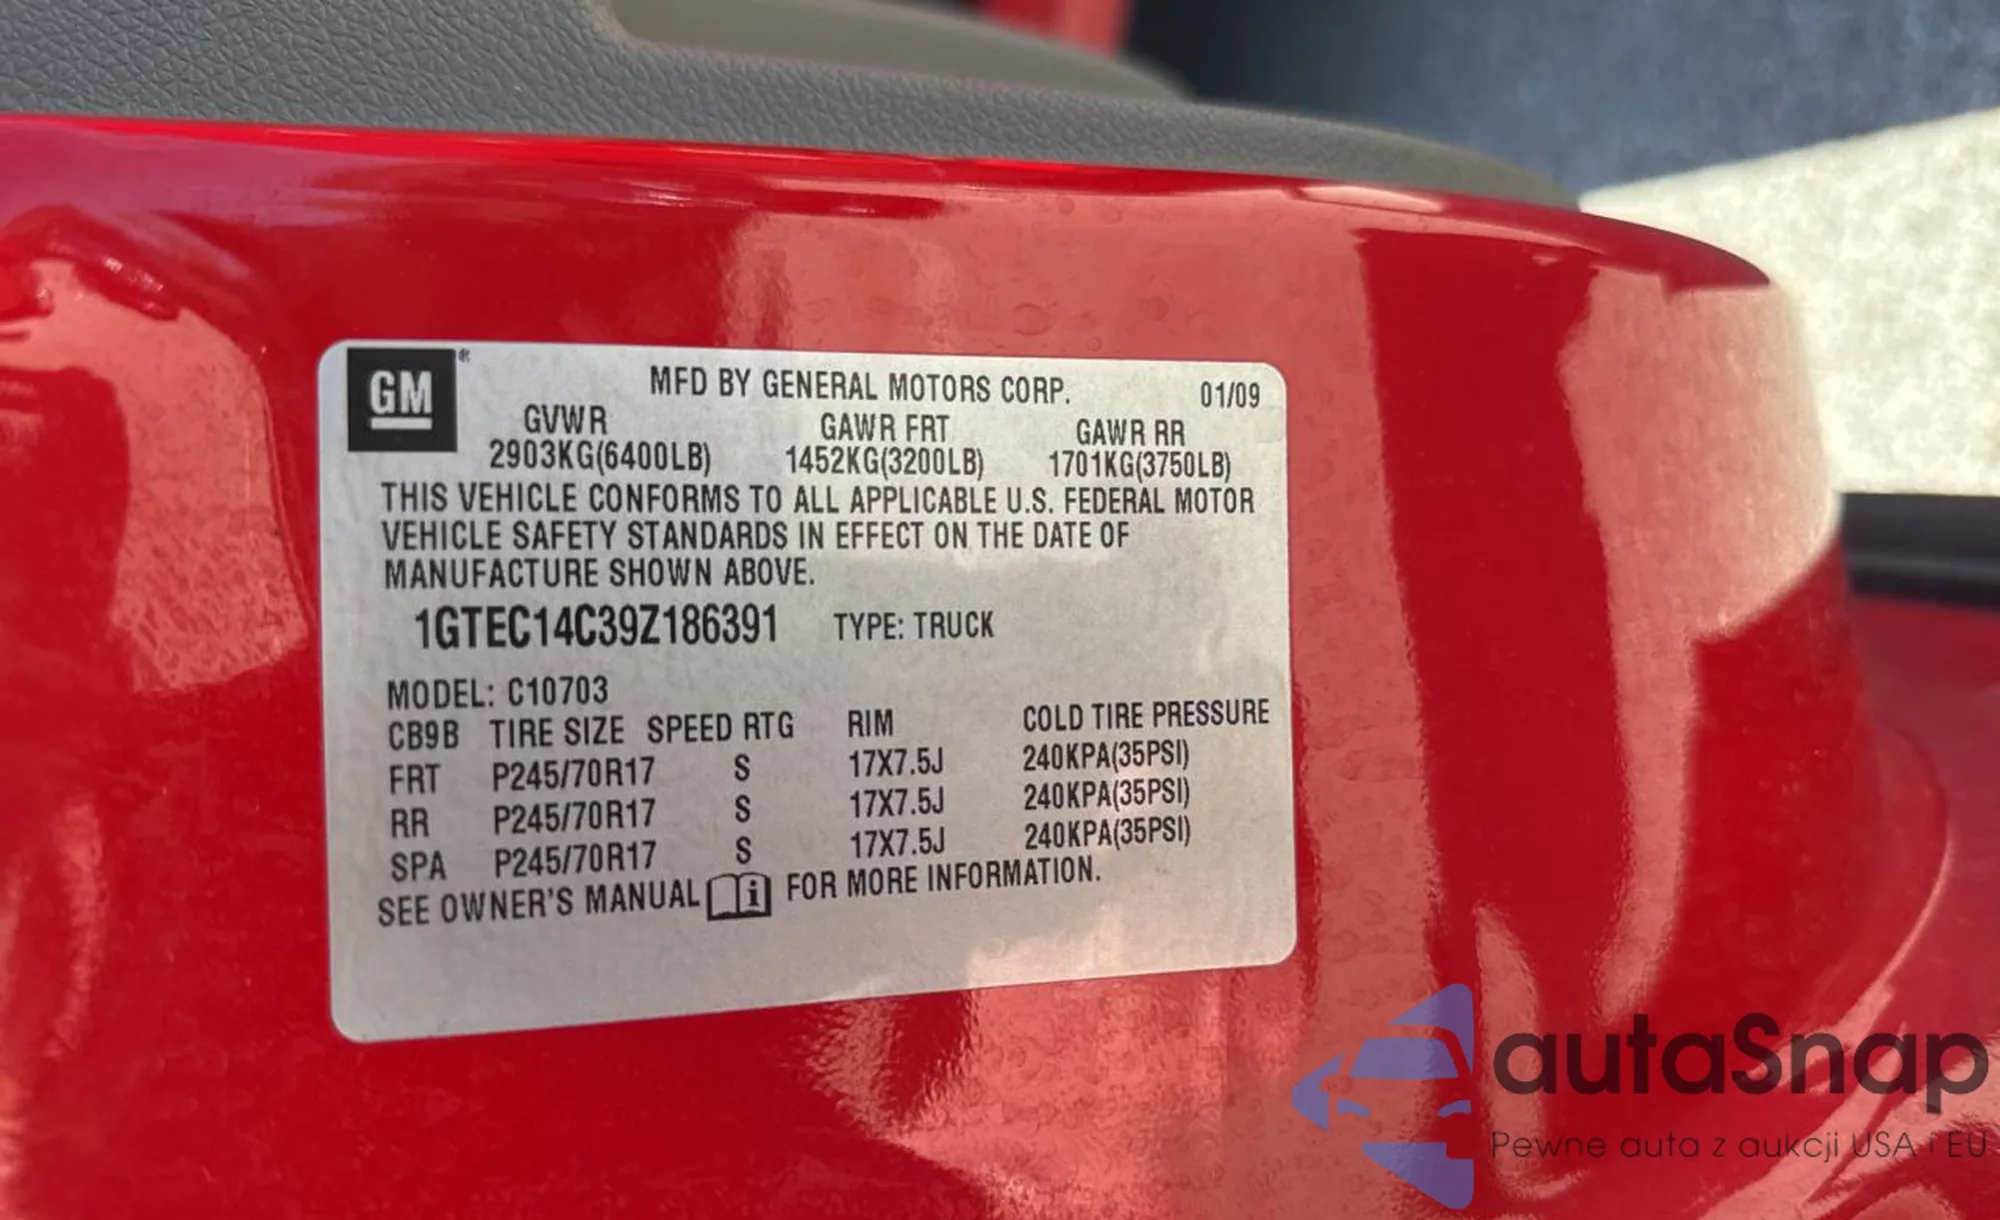 GM®
MFD BY GENERAL MOTORS CORP. 01/09
GVWR GAWR FRT GAWR RR
2903KG(6400LB) 1452KG(3200LB) 1701KG(3750LB)
THIS VEHICLE CONFORMS TO ALL APPLICABLE U.S. FEDERAL MOTOR
VEHICLE SAFETY STANDARDS IN EFFECT ON THE DATE OF
MANUFACTURE SHOWN ABOVE.
1GTEC14C39Z186391 TYPE: TRUCK
MODEL: C10703
CB9B TIRE SIZE SPEED RTG RIM COLD TIRE PRESSURE
FRT P245/70R17 S 17X7.5J 240KPA(35PSI)
RR P245/70R17 S 17X7.5J 240KPA(35PSI)
SPA P245/70R17 S 17X7.5J 240KPA(35PSI)
SEE OWNER'S MANUAL i FOR MORE INFORMATION.
autaSnap
Pewne auta z aukcji USA i EU